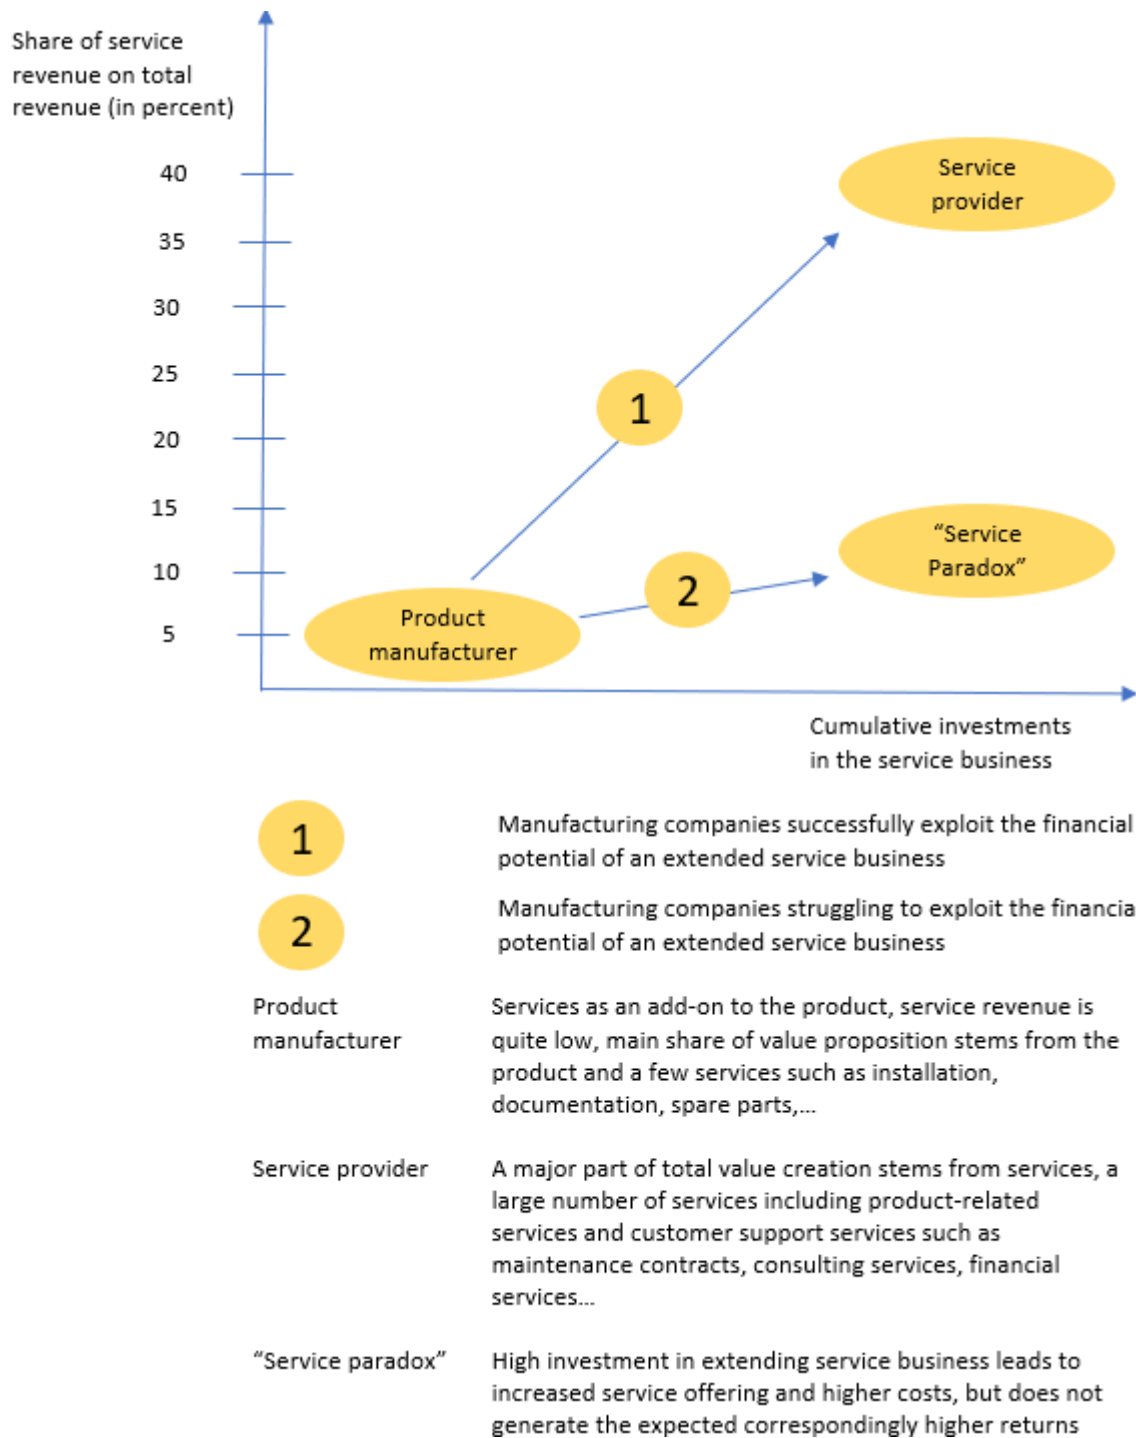 Share of service
revenue on total
revenue (in percent)
40
35
30
25
20
15
10
5
Service
provider
1
"Service
Paradox"
2
Product
manufacturer
Cumulative investments
in the service business
1
Manufacturing companies successfully exploit the financial
potential of an extended service business
2
Manufacturing companies struggling to exploit the financia
potential of an extended service business
Product
manufacturer
Services as an add-on to the product, service revenue is
quite low, main share of value proposition stems from the
product and a few services such as installation,
documentation, spare parts,...
Service provider
A major part of total value creation stems from services, a
large number of services including product-related
services and customer support services such as
maintenance contracts, consulting services, financial
services...
"Service paradox"
High investment in extending service business leads to
increased service offering and higher costs, but does not
generate the expected correspondingly higher returns